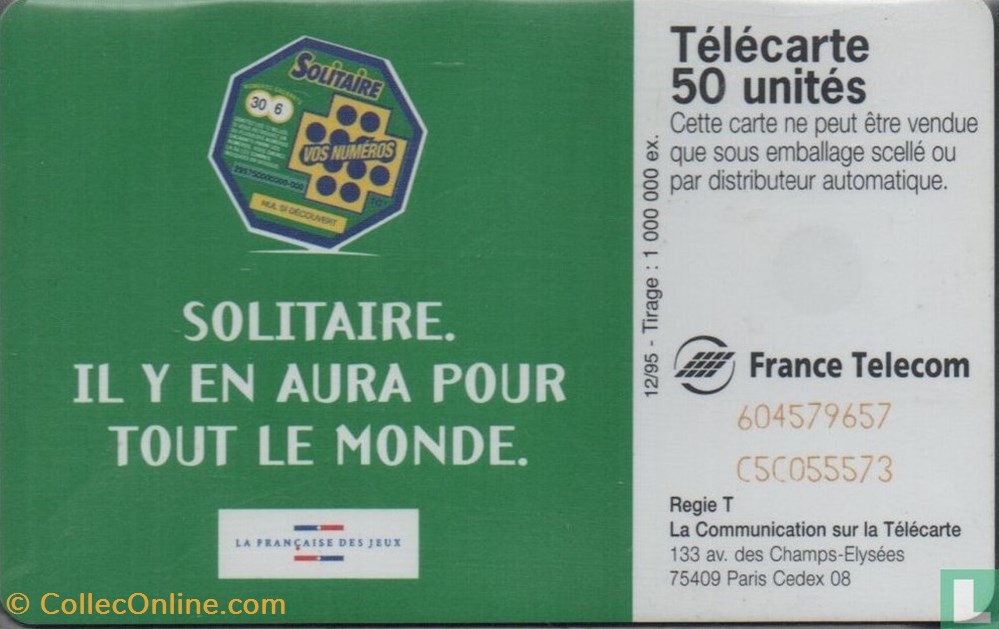 SOLITAIRE
30 6
VOS NUMÉROS
NUL SI DÉCOUVERT
SOLITAIRE.
IL Y EN AURA POUR
TOUT LE MONDE.
LA FRANÇAISE DES JEUX
12/95 - Tirage : 1 000 000 ex.
Télécarte
50 unités
Cette carte ne peut être vendue
que sous emballage scellé ou
par distributeur automatique.
France Telecom
604579657
C5C055573
Regie T
La Communication sur la Télécarte
133 av. des Champs-Elysées
75409 Paris Cedex 08
© CollecOnline.com
L